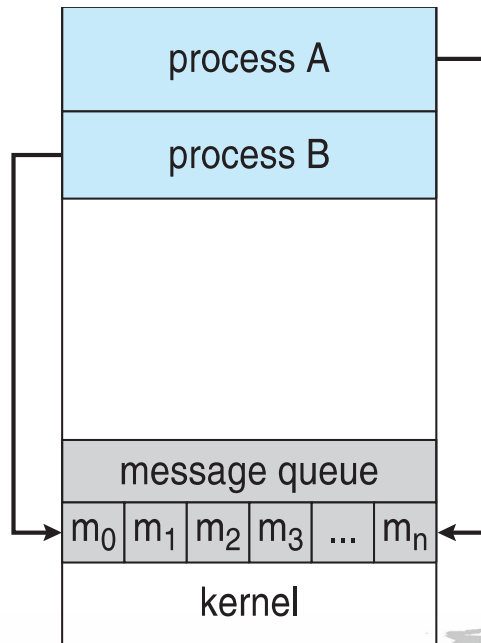 process A
process B
message queue
m₀ m₁ m₂ m₃ ... mₙ
kernel